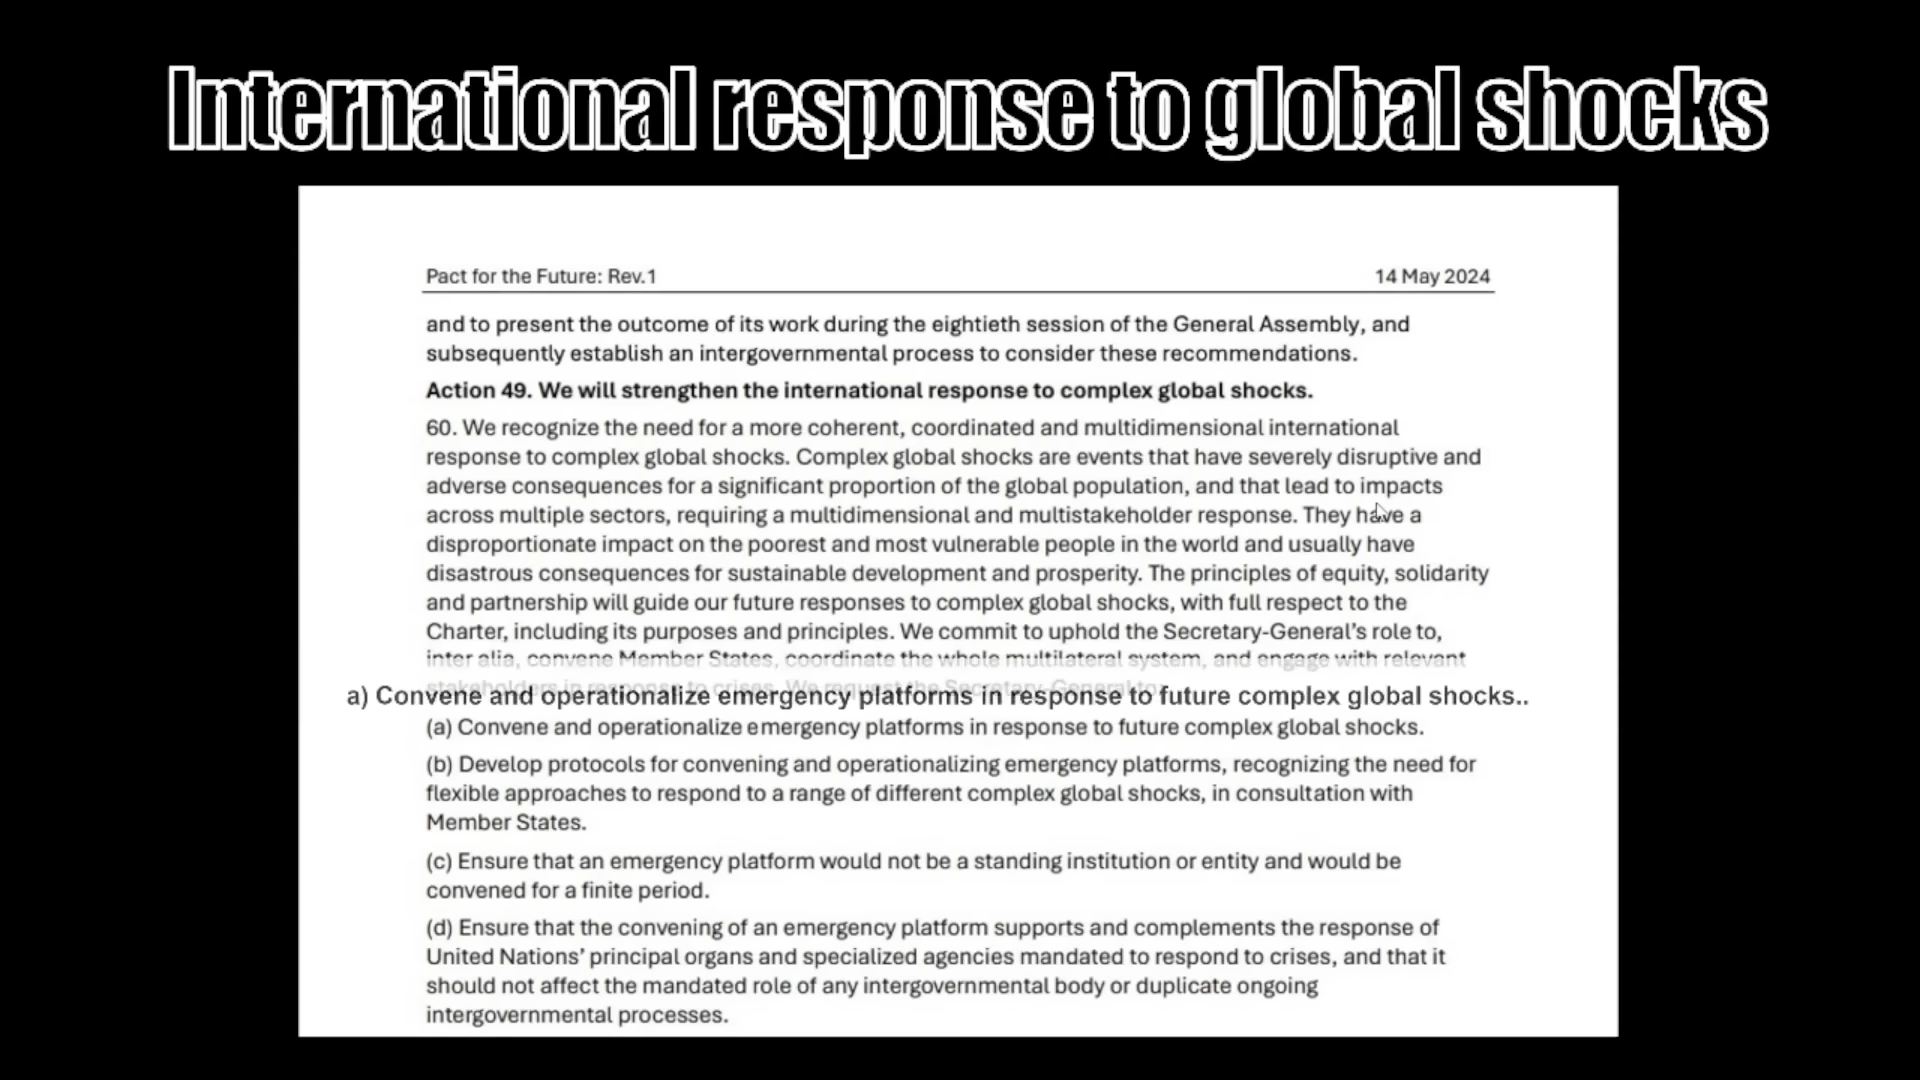 International response to global shocks
Pact for the Future: Rev.1
14 May 2024
and to present the outcome of its work during the eightieth session of the General Assembly, and
subsequently establish an intergovernmental process to consider these recommendations.
Action 49. We will strengthen the international response to complex global shocks.
60. We recognize the need for a more coherent, coordinated and multidimensional international
response to complex global shocks. Complex global shocks are events that have severely disruptive and
adverse consequences for a significant proportion of the global population, and that lead to impacts
across multiple sectors, requiring a multidimensional and multistakeholder response. They have a
disproportionate impact on the poorest and most vulnerable people in the world and usually have
disastrous consequences for sustainable development and prosperity. The principles of equity, solidarity
and partnership will guide our future responses to complex global shocks, with full respect to the
Charter, including its purposes and principles. We commit to uphold the Secretary-General's role to,
inter alia, convene Member States, coordinate the whole multilateral system, and engage with relevant
stakeholders in response to crises. We request the Secretary-General to:
a) Convene and operationalize emergency platforms in response to future complex global shocks..
(a) Convene and operationalize emergency platforms in response to future complex global shocks.
(b) Develop protocols for convening and operationalizing emergency platforms, recognizing the need for
flexible approaches to respond to a range of different complex global shocks, in consultation with
Member States.
(c) Ensure that an emergency platform would not be a standing institution or entity and would be
convened for a finite period.
(d) Ensure that the convening of an emergency platform supports and complements the response of
United Nations' principal organs and specialized agencies mandated to respond to crises, and that it
should not affect the mandated role of any intergovernmental body or duplicate ongoing
intergovernmental processes.